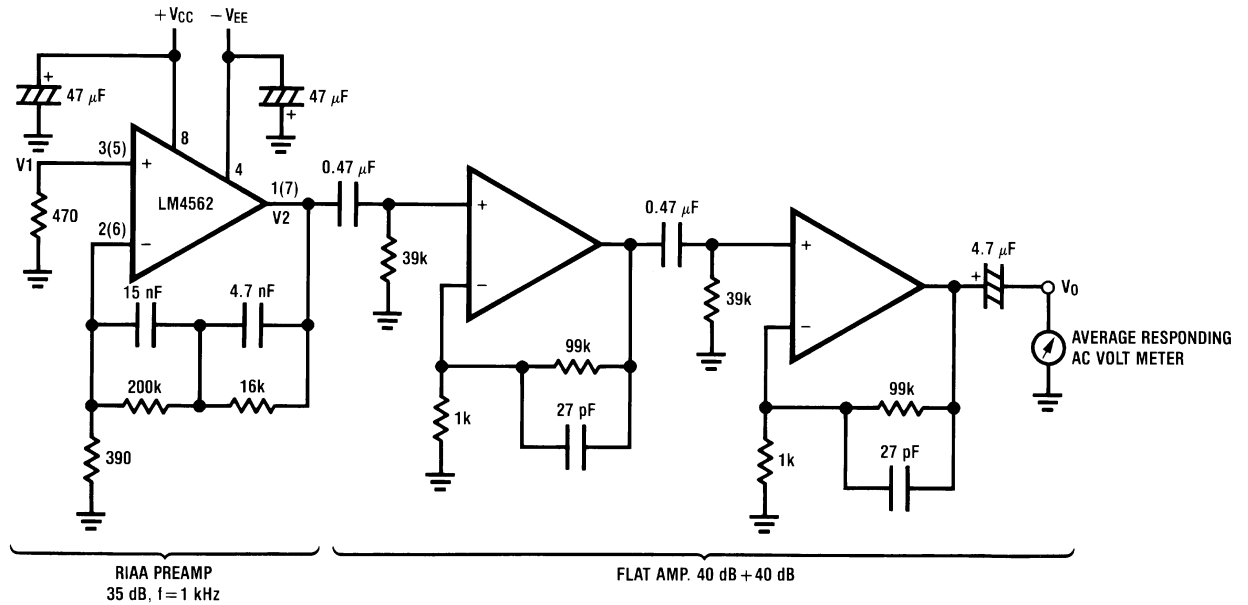 +VCC −VEE
47 μF
47 μF
8
3(5)
V1
+
4
0.47 μF
LM4562
1(7)
V2
470
2(6)
−
+
0.47 μF
39k
−
+
4.7 μF
+
VO
15 nF
4.7 nF
39k
−
AVERAGE RESPONDING
AC VOLT METER
200k
16k
99k
27 pF
1k
99k
27 pF
1k
390
+
+
RIAA PREAMP
35 dB, f=1 kHz
FLAT AMP. 40 dB+40 dB